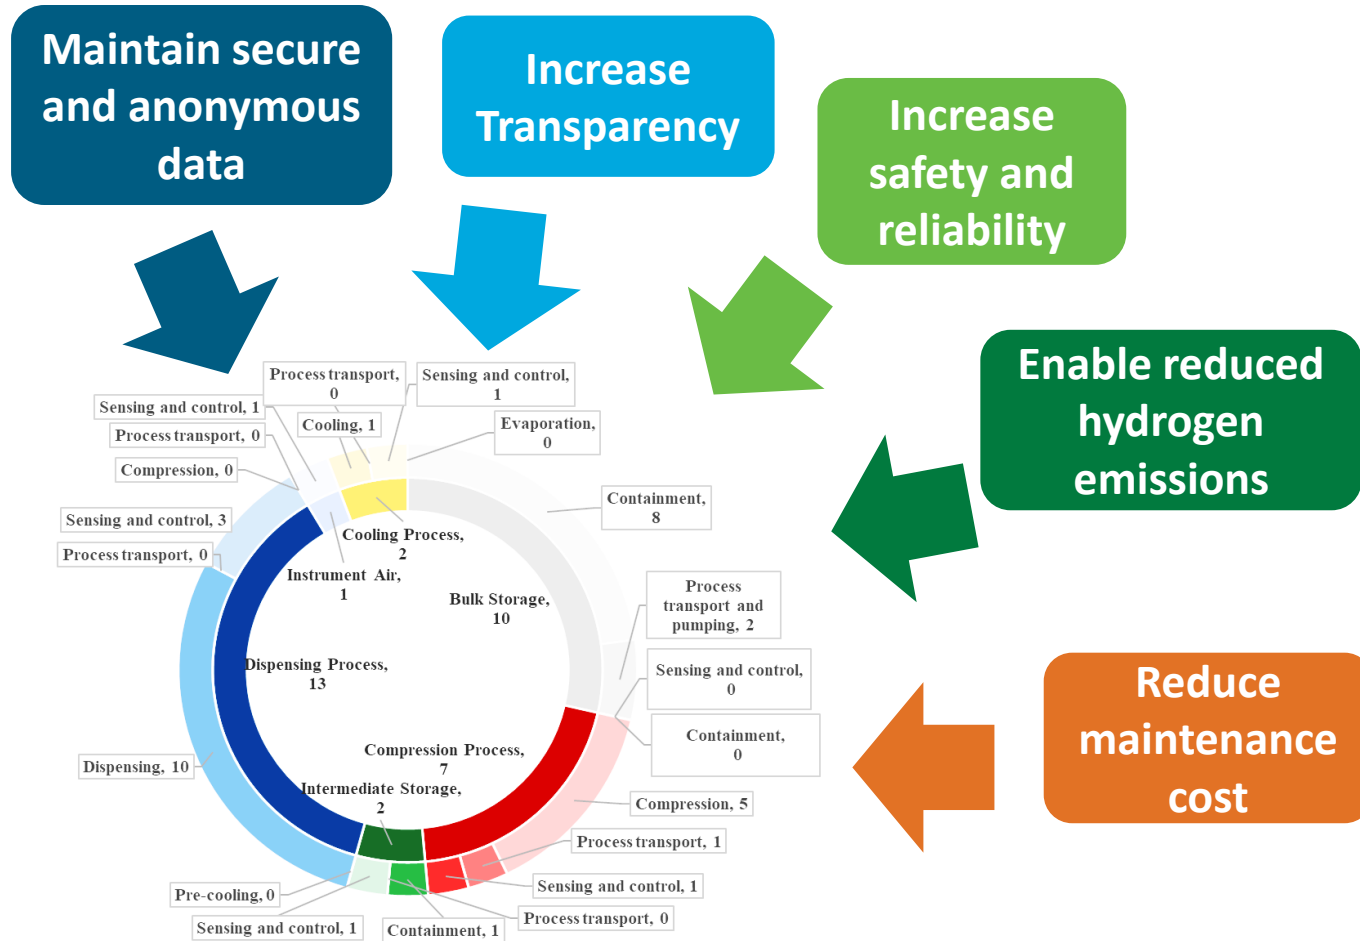 Maintain secure
and anonymous
data
Increase
Transparency
Increase
safety and
reliability
Enable reduced
hydrogen
emissions
Reduce
maintenance
cost
Process transport,
0
Sensing and control,
1
Sensing and control, 1
Cooling, 1
Evaporation,
0
Process transport, 0
Compression, 0
Containment,
8
Sensing and control, 3
Process transport, 0
Cooling Process,
2
Instrument Air,
1
Bulk Storage,
10
Process
transport and
pumping, 2
Dispensing Process,
13
Sensing and control,
0
Containment,
0
Compression Process,
7
Intermediate Storage,
2
Dispensing, 10
Compression, 5
Process transport, 1
Pre-cooling, 0
Sensing and control, 1
Sensing and control, 1
Containment, 1
Process transport, 0